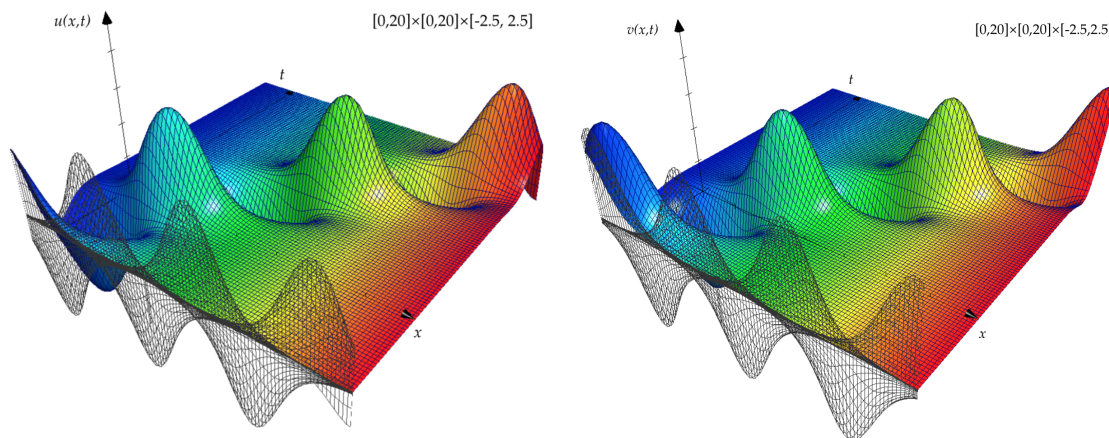 u(x,t)
[0,20]×[0,20]×[-2.5, 2.5]
t
x
v(x,t)
[0,20]×[0,20]×[-2.5,2.5
t
x